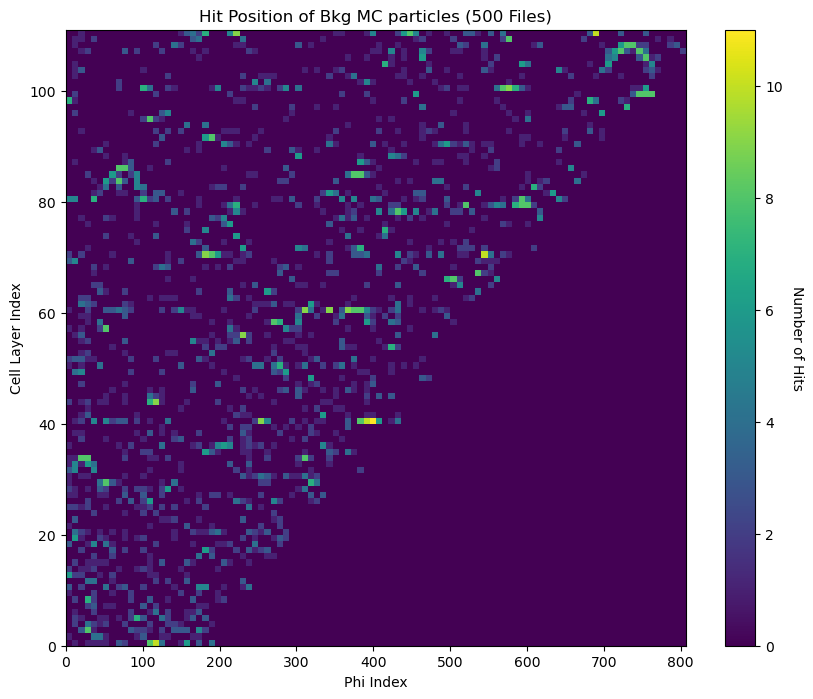 Hit Position of Bkg MC particles (500 Files)
100
80
60
40
20
0
Cell Layer Index
0 100 200 300 400 500 600 700 800
Phi Index
10
8
6
4
2
0
Number of Hits